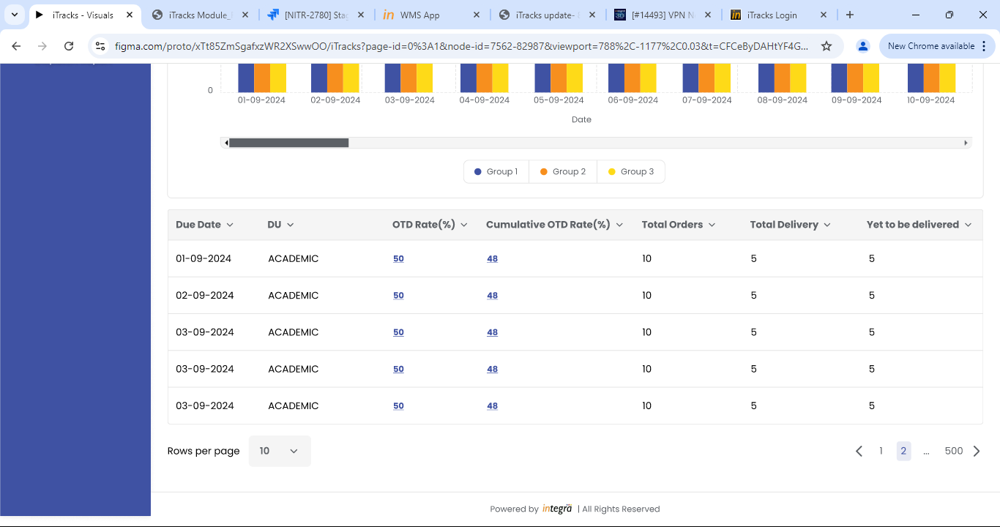 iTracks - Visuals
iTracks Module_
[NITR-2780] Stac
in WMS App
iTracks update-
[#14493] VPN N
in iTracks Login
figma.com/proto/xTt85ZmSgafxzWR2XSwwOO/iTracks?page-id=0%3A1&node-id=7562-82987&viewport=788%2C-1177%2C0.03&t=CFCeByDAHtYF4G...
New Chrome available
0
01-09-2024 02-09-2024 03-09-2024 04-09-2024 05-09-2024 06-09-2024 07-09-2024 08-09-2024 09-09-2024 10-09-2024
Date
Group 1 Group 2 Group 3
Due Date DU OTD Rate(%) Cumulative OTD Rate(%) Total Orders Total Delivery Yet to be delivered
01-09-2024 ACADEMIC 50 48 10 5 5
02-09-2024 ACADEMIC 50 48 10 5 5
03-09-2024 ACADEMIC 50 48 10 5 5
03-09-2024 ACADEMIC 50 48 10 5 5
03-09-2024 ACADEMIC 50 48 10 5 5
Rows per page 10 1 2 ... 500
Powered by integrä | All Rights Reserved